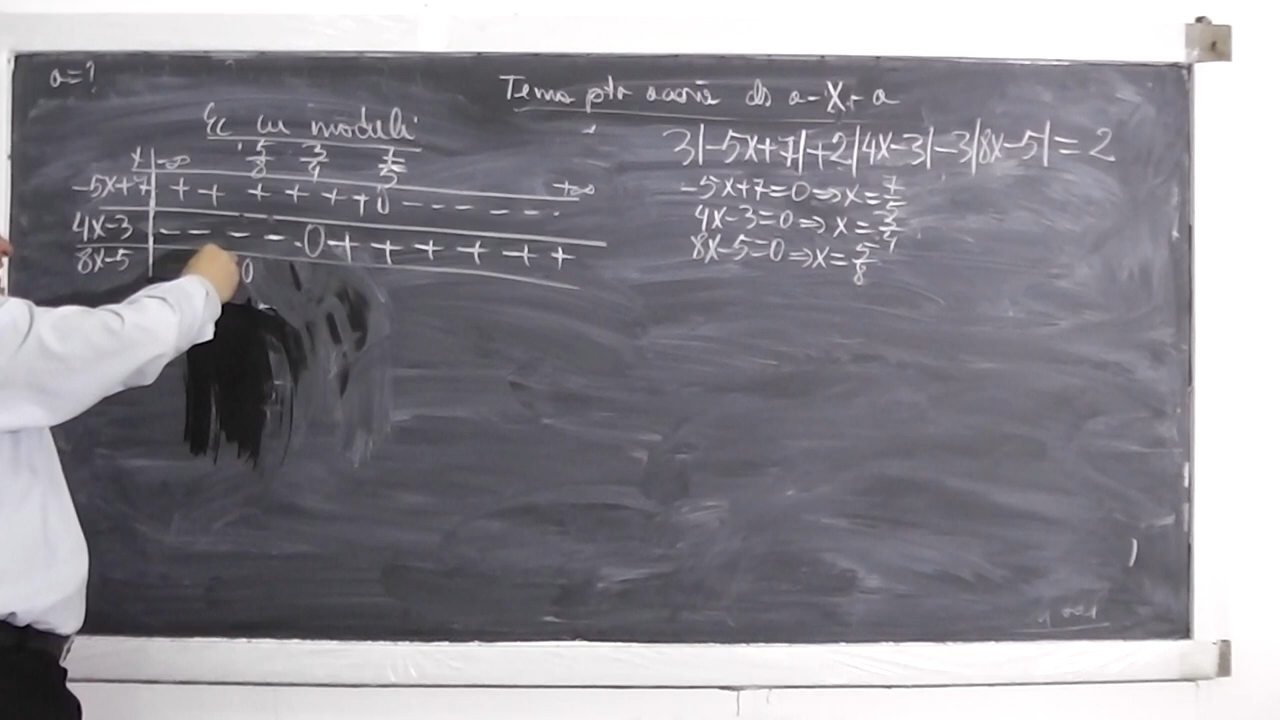 a=?
Tema ptr acasă
Ec cu moduli
x -∞ 5/8 3/4 7/5 +∞
-5x+7 + + + + + + 0 - - - - - -
4x-3 - - - - - 0 + + + + + +
8x-5 0
3|-5x+7|+2|4x-3|-3|8x-5|=2
-5x+7=0⇒x=7/5
4x-3=0⇒x=3/4
8x-5=0⇒x=5/8